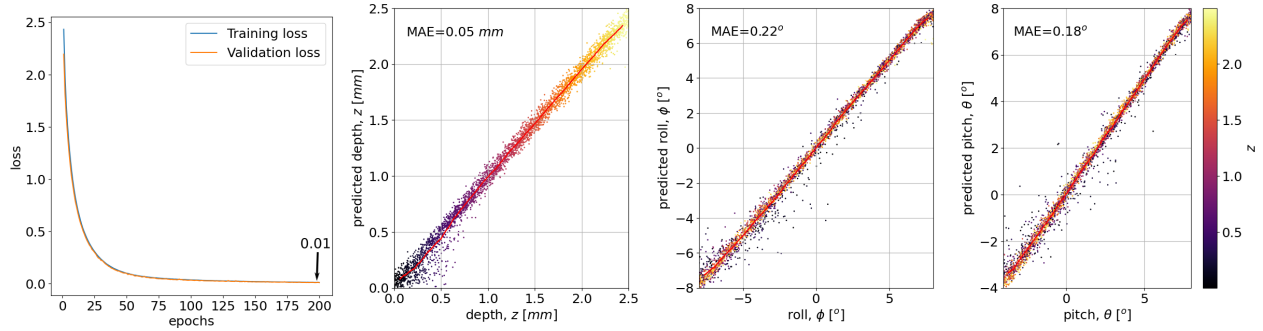 2.5
2.0
1.5
1.0
0.5
0.0
loss
0 25 50 75 100 125 150 175 200
epochs
Training loss
Validation loss
0.01
2.5
2.0
1.5
1.0
0.5
0.0
predicted depth, z [mm]
MAE=0.05 mm
0.0 0.5 1.0 1.5 2.0 2.5
depth, z [mm]
8
6
4
2
0
−2
−4
−6
−8
predicted roll, ϕ [°]
MAE=0.22°
−5 0 5
roll, ϕ [°]
8
6
4
2
0
−2
−4
predicted pitch, θ [°]
MAE=0.18°
0 5
pitch, θ [°]
2.0
1.5
1.0
0.5
z